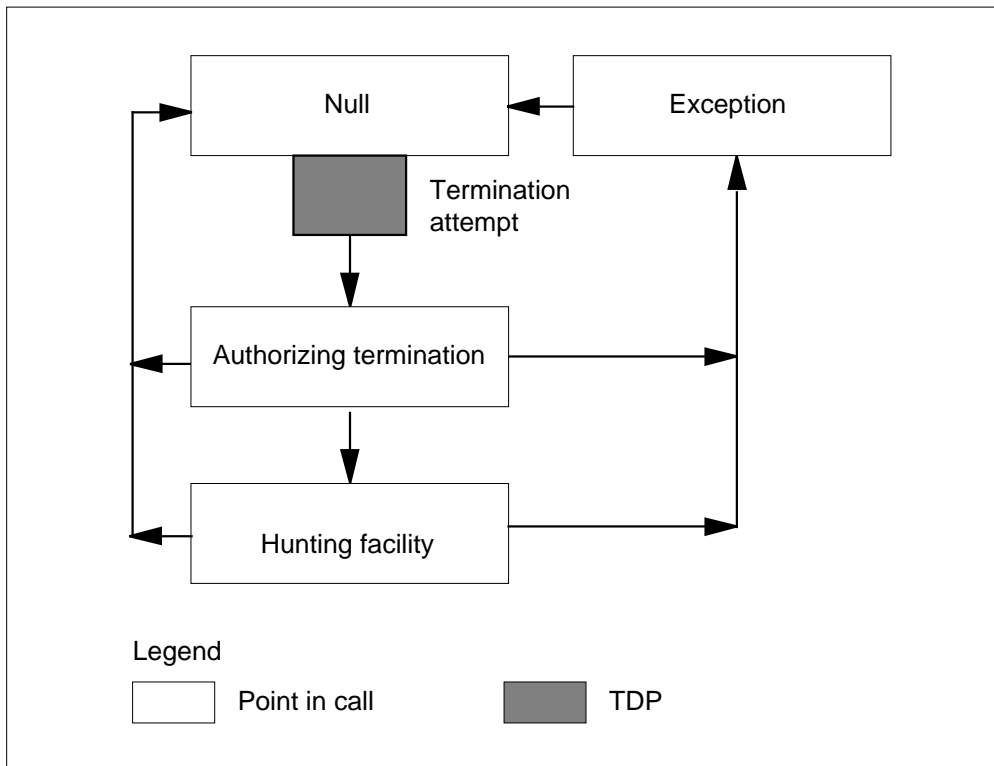 Null
Exception
Termination
attempt
Authorizing termination
Hunting facility
Legend
Point in call
TDP